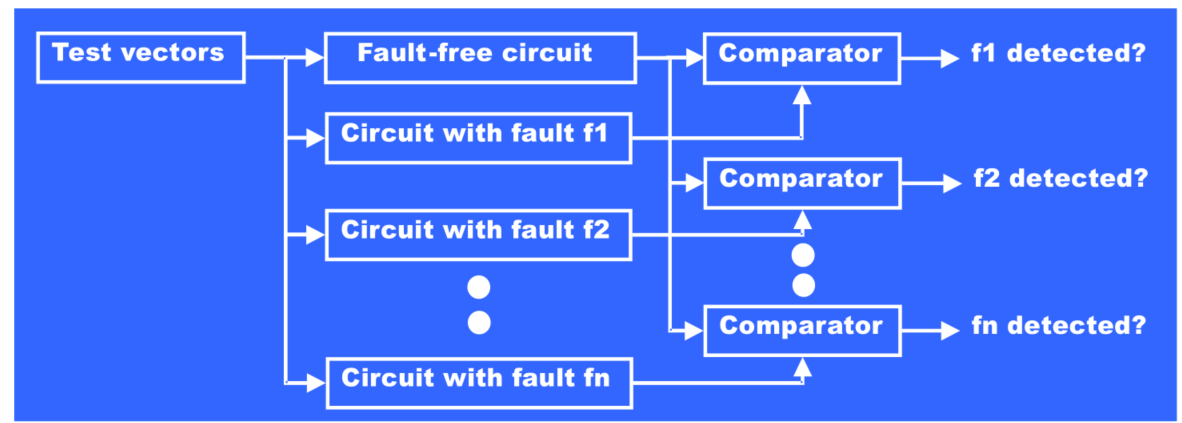 Test vectors
Fault-free circuit
Comparator
f1 detected?
Circuit with fault f1
Comparator
f2 detected?
Circuit with fault f2
Comparator
fn detected?
Circuit with fault fn